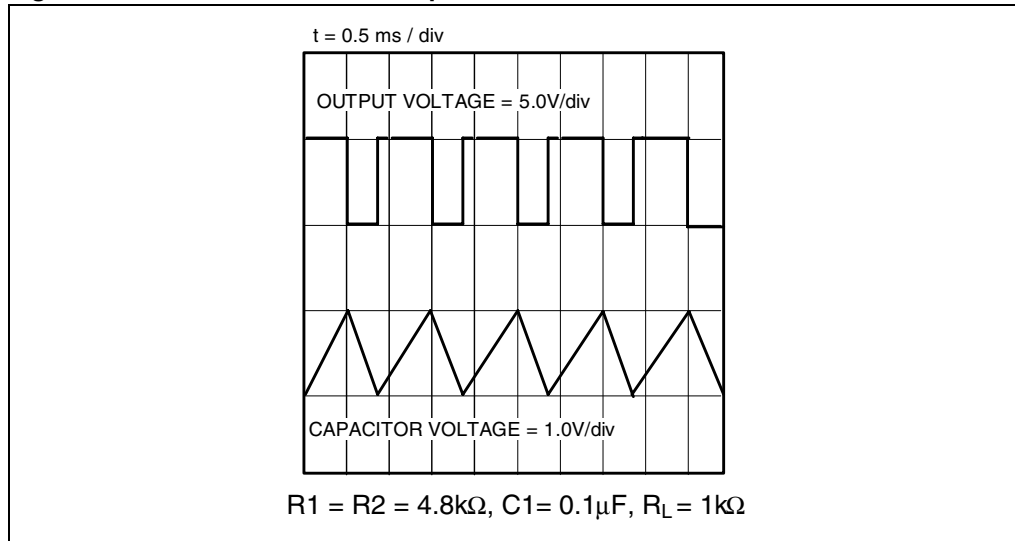 t = 0.5 ms / div
OUTPUT VOLTAGE = 5.0V/div
CAPACITOR VOLTAGE = 1.0V/div
R1 = R2 = 4.8kΩ, C1= 0.1μF, RL = 1kΩ